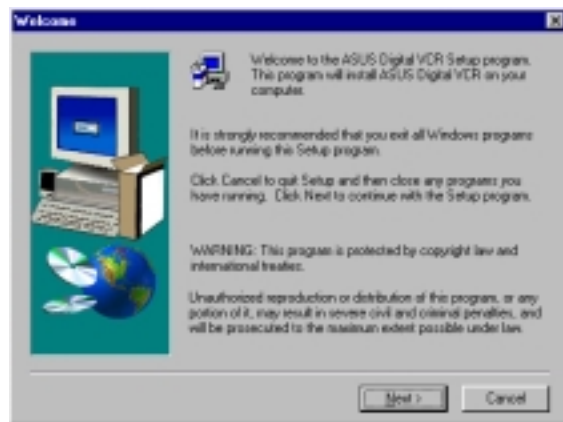 Welcome
Welcome to the ASUS Digital VCR Setup program.
This program will install ASUS Digital VCR on your
computer.
It is strongly recommended that you exit all Windows programs
before running this Setup program.
Click Cancel to quit Setup and then close any programs you
have running. Click Next to continue with the Setup program.
WARNING: This program is protected by copyright law and
international treaties.
Unauthorized reproduction or distribution of this program, or any
portion of it, may result in severe civil and criminal penalties, and
will be prosecuted to the maximum extent possible under law.
Next >
Cancel